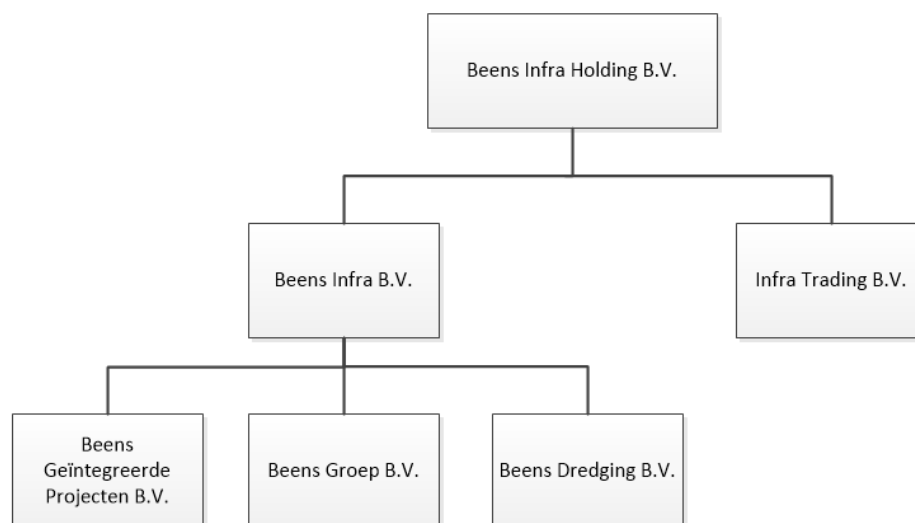 Beens Infra Holding B.V.
Beens Infra B.V.
Infra Trading B.V.
Beens
Geïntegreerde
Projecten B.V.
Beens Groep B.V.
Beens Dredging B.V.